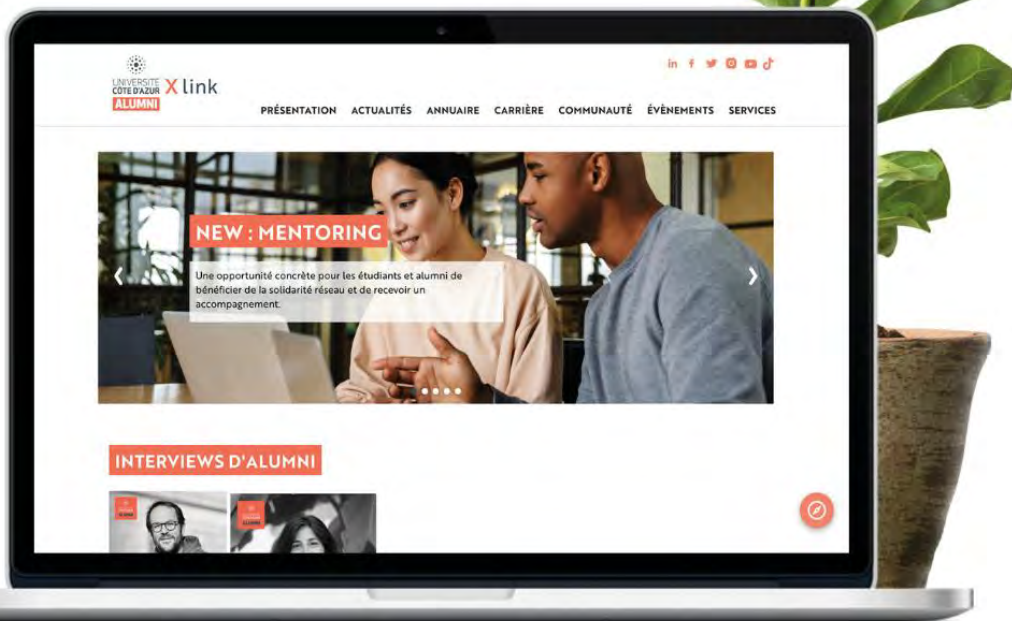 UNIVERSITÉ
CÔTE D'AZUR
ALUMNI
X link
PRÉSENTATION ACTUALITÉS ANNUAIRE CARRIÈRE COMMUNAUTÉ ÉVÈNEMENTS SERVICES
NEW : MENTORING
Une opportunité concrète pour les étudiants et alumni de
bénéficier de la solidarité réseau et de recevoir un
accompagnement.
INTERVIEWS D'ALUMNI